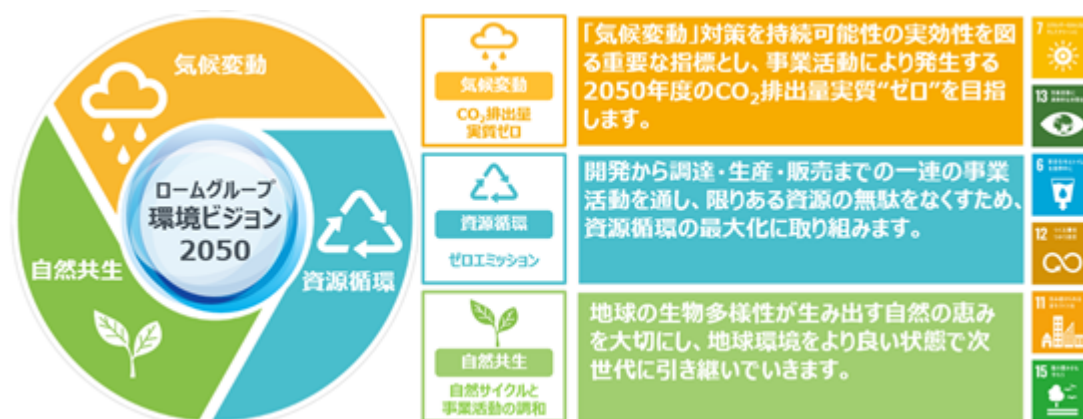 気候変動
ロームグループ
環境ビジョン
2050
自然共生
資源循環
気候変動
CO₂排出量
実質ゼロ
「気候変動」対策を持続可能性の実効性を図
る重要な指標とし、事業活動により発生する
2050年度のCO₂排出量実質"ゼロ"を目指
します。
資源循環
ゼロエミッション
開発から調達・生産・販売までの一連の事業
活動を通し、限りある資源の無駄をなくすため、
資源循環の最大化に取り組みます。
自然共生
自然サイクルと
事業活動の調和
地球の生物多様性が生み出す自然の恵み
を大切にし、地球環境をより良い状態で次
世代に引き継いでいきます。
7
13
6
12
11
15